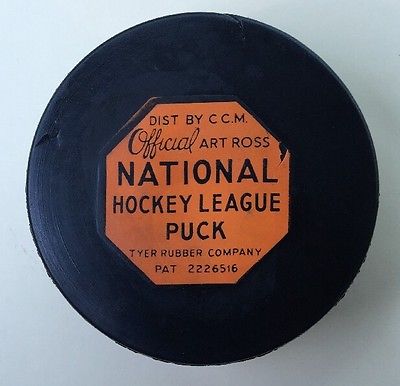 DIST BY C.C.M.
Official ART ROSS
NATIONAL
HOCKEY LEAGUE
PUCK
TYER RUBBER COMPANY
PAT 2226516